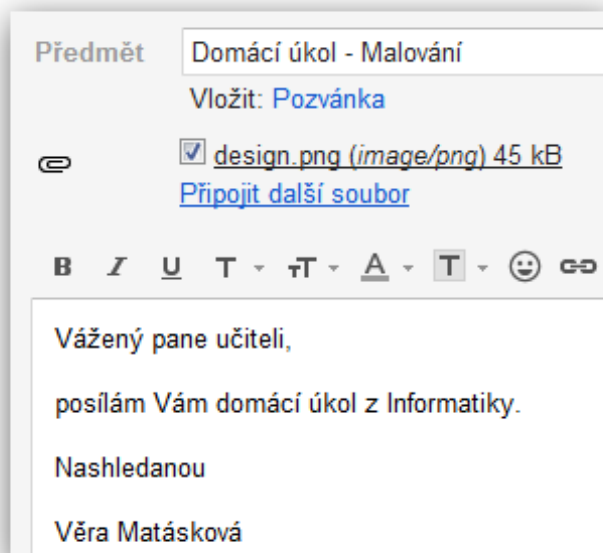 Předmět Domácí úkol - Malování
Vložit: Pozvánka
design.png (image/png) 45 kB
Připojit další soubor
B I U T тT A T
Vážený pane učiteli,
posílám Vám domácí úkol z Informatiky.
Nashledanou
Věra Matásková